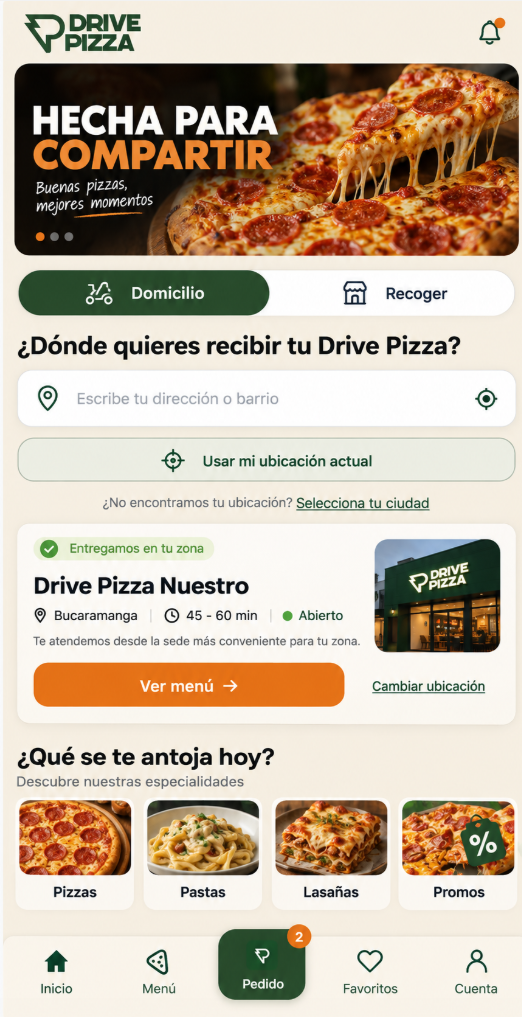 DRIVE
PIZZA
HECHA PARA
COMPARTIR
Buenas pizzas,
mejores momentos
Domicilio
Recoger
¿Dónde quieres recibir tu Drive Pizza?
Escribe tu dirección o barrio
Usar mi ubicación actual
¿No encontramos tu ubicación? Selecciona tu ciudad
Entregamos en tu zona
Drive Pizza Nuestro
Bucaramanga | 45 - 60 min | Abierto
Te atendemos desde la sede más conveniente para tu zona.
DRIVE
PIZZA
Ver menú →
Cambiar ubicación
¿Qué se te antoja hoy?
Descubre nuestras especialidades
%
Pizzas
Pastas
Lasañas
Promos
2
Inicio
Menú
Pedido
Favoritos
Cuenta